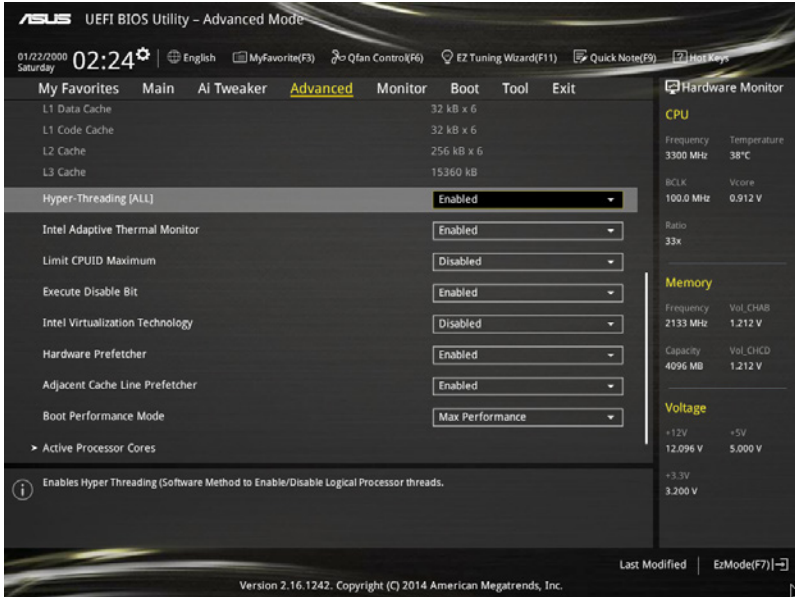 ASUS UEFI BIOS Utility – Advanced Mode
01/22/2000 Saturday 02:24 English MyFavorite(F3) Qfan Control(F6) EZ Tuning Wizard(F11) Quick Note(F9) ? Hot Keys
My Favorites Main Ai Tweaker Advanced Monitor Boot Tool Exit
L1 Data Cache 32 kB x 6
L1 Code Cache 32 kB x 6
L2 Cache 256 kB x 6
L3 Cache 15360 kB
Hyper-Threading [ALL] Enabled
Intel Adaptive Thermal Monitor Enabled
Limit CPUID Maximum Disabled
Execute Disable Bit Enabled
Intel Virtualization Technology Disabled
Hardware Prefetcher Enabled
Adjacent Cache Line Prefetcher Enabled
Boot Performance Mode Max Performance
> Active Processor Cores
Enables Hyper Threading (Software Method to Enable/Disable Logical Processor threads.
Hardware Monitor
CPU
Frequency Temperature
3300 MHz 38°C
BCLK Vcore
100.0 MHz 0.912 V
Ratio
33x
Memory
Frequency Vol_CHAB
2133 MHz 1.212 V
Capacity Vol_CHCD
4096 MB 1.212 V
Voltage
+12V +5V
12.096 V 5.000 V
+3.3V
3.200 V
Last Modified EzMode(F7)
Version 2.16.1242. Copyright (C) 2014 American Megatrends, Inc.